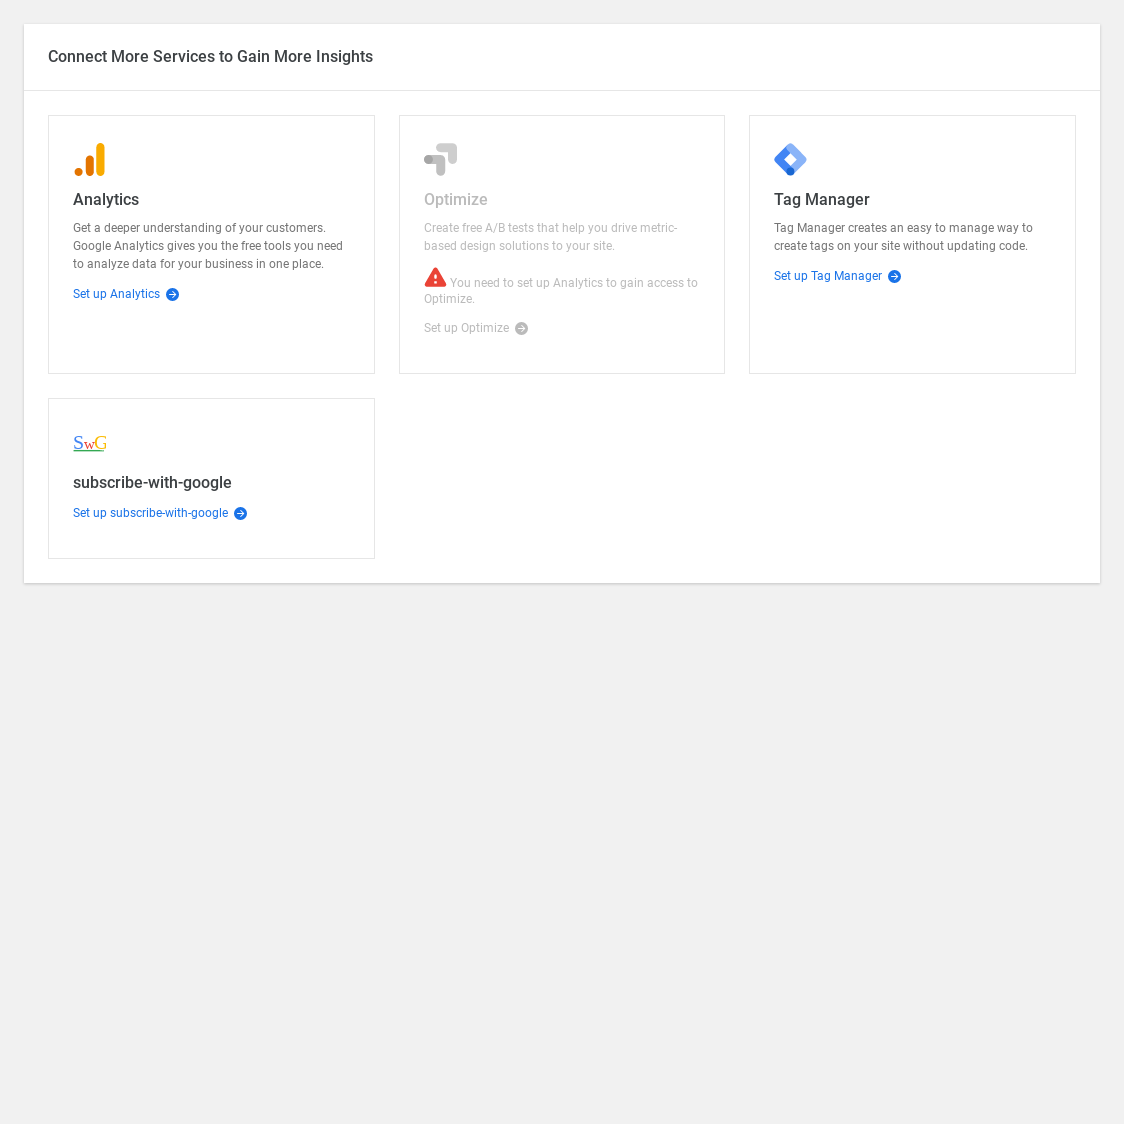 Connect More Services to Gain More Insights
Analytics
Get a deeper understanding of your customers.
Google Analytics gives you the free tools you need
to analyze data for your business in one place.
Set up Analytics
Optimize
Create free A/B tests that help you drive metric-
based design solutions to your site.
You need to set up Analytics to gain access to
Optimize.
Set up Optimize
Tag Manager
Tag Manager creates an easy to manage way to
create tags on your site without updating code.
Set up Tag Manager
SwG
subscribe-with-google
Set up subscribe-with-google